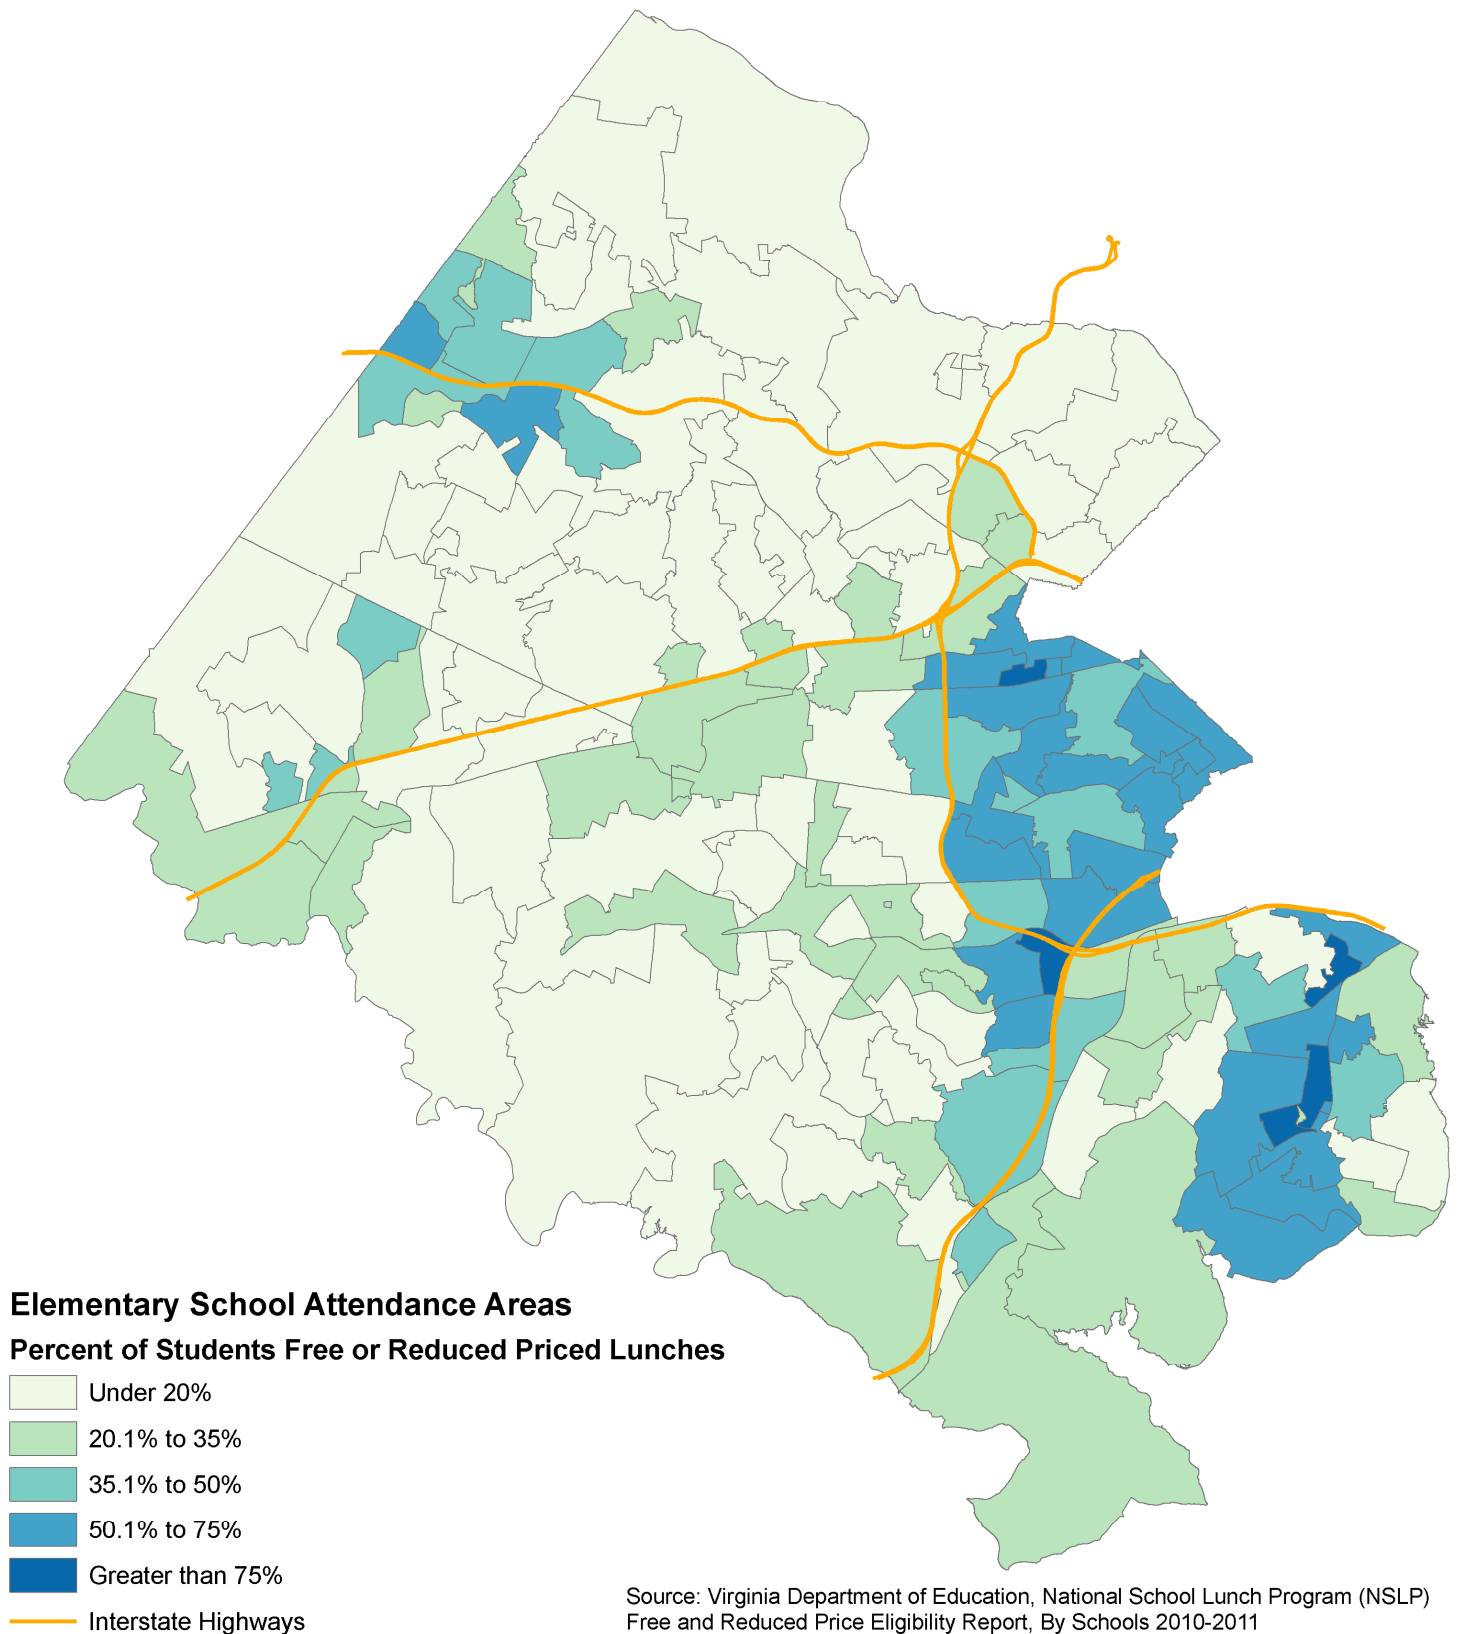 Elementary School Attendance Areas
Percent of Students Free or Reduced Priced Lunches
Under 20%
20.1% to 35%
35.1% to 50%
50.1% to 75%
Greater than 75%
Interstate Highways
Source: Virginia Department of Education, National School Lunch Program (NSLP)
Free and Reduced Price Eligibility Report, By Schools 2010-2011